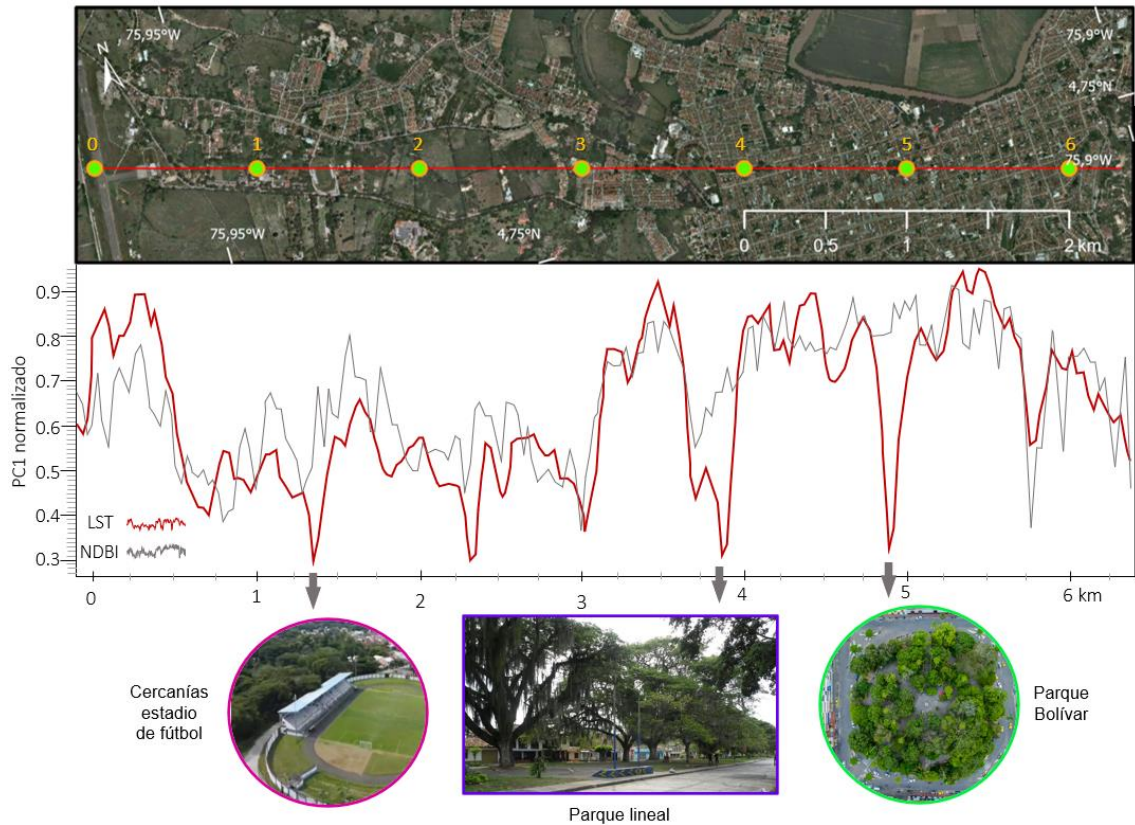 75,95°W
75,9°W
N
4,75°N
0 1 2 3 4 5 6
75,9°W
75,95°W
4,75°N
0 0.5 1 2 km
0.9
0.8
0.7
0.6
0.5
0.4
0.3
PC1 normalizado
LST
NDBI
0 1 2 3 4 5 6 km
Cercanías
estadio
de fútbol
Parque lineal
Parque
Bolívar